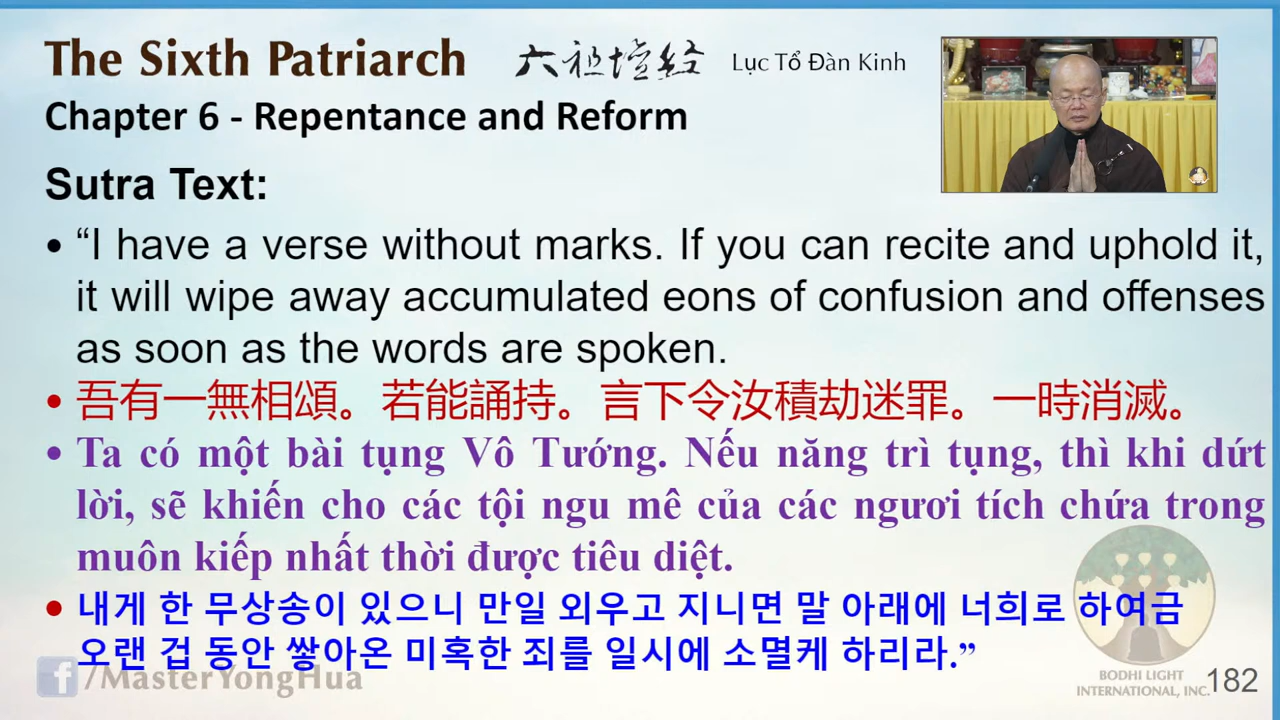 The Sixth Patriarch 六祖壇経 Lục Tổ Đàn Kinh
Chapter 6 - Repentance and Reform
Sutra Text:
• “I have a verse without marks. If you can recite and uphold it,
it will wipe away accumulated eons of confusion and offenses
as soon as the words are spoken.
• 吾有一無相頌。若能誦持。言下令汝積劫迷罪。一時消滅。
• Ta có một bài tụng Vô Tướng. Nếu năng trì tụng, thì khi dứt
lời, sẽ khiến cho các tội ngu mê của các ngươi tích chứa trong
muôn kiếp nhất thời được tiêu diệt.
• 내게 한 무상송이 있으니 만일 외우고 지니면 말 아래에 너희로 하여금
오랜 겁 동안 쌓아온 미혹한 죄를 일시에 소멸케 하리라.”
f/MasterYongHua
BODHI LIGHT
INTERNATIONAL, INC.
182